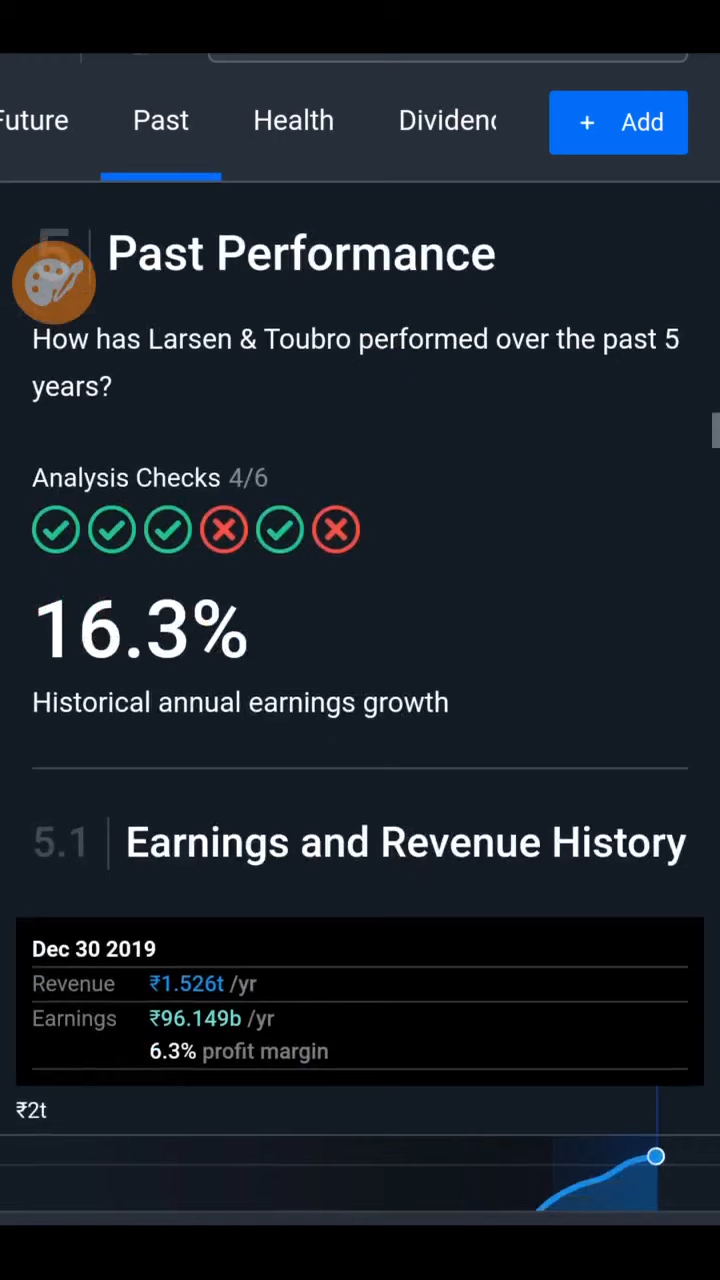 Future Past Health Dividend + Add
5 Past Performance
How has Larsen & Toubro performed over the past 5
years?
Analysis Checks 4/6
16.3%
Historical annual earnings growth
5.1 Earnings and Revenue History
Dec 30 2019
Revenue ₹1.526t /yr
Earnings ₹96.149b /yr
6.3% profit margin
₹2t